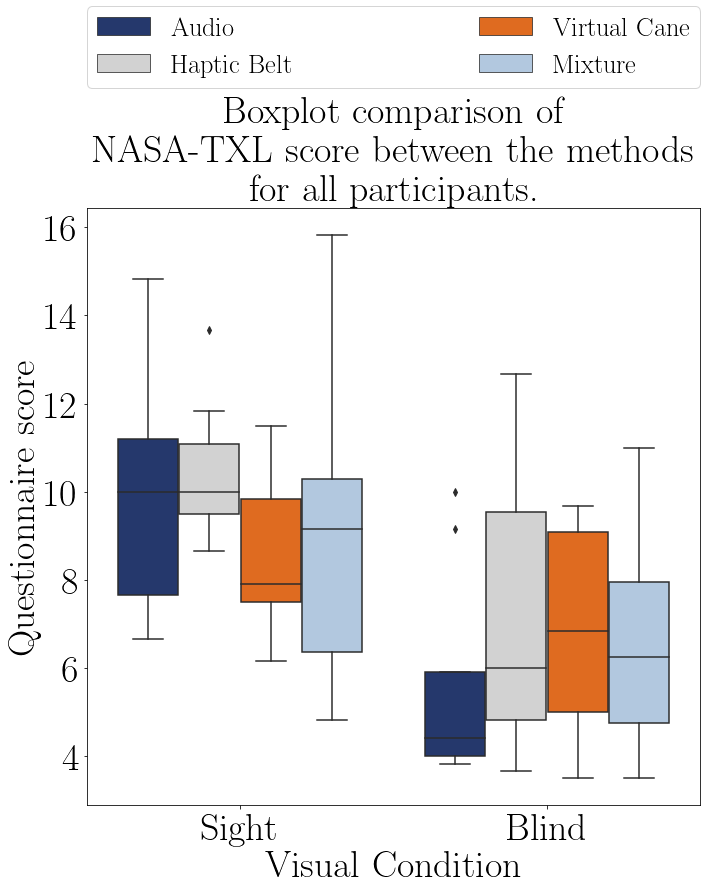 Audio
Haptic Belt
Virtual Cane
Mixture
Boxplot comparison of
NASA-TXL score between the methods
for all participants.
Questionnaire score
16
14
12
10
8
6
4
Sight
Blind
Visual Condition